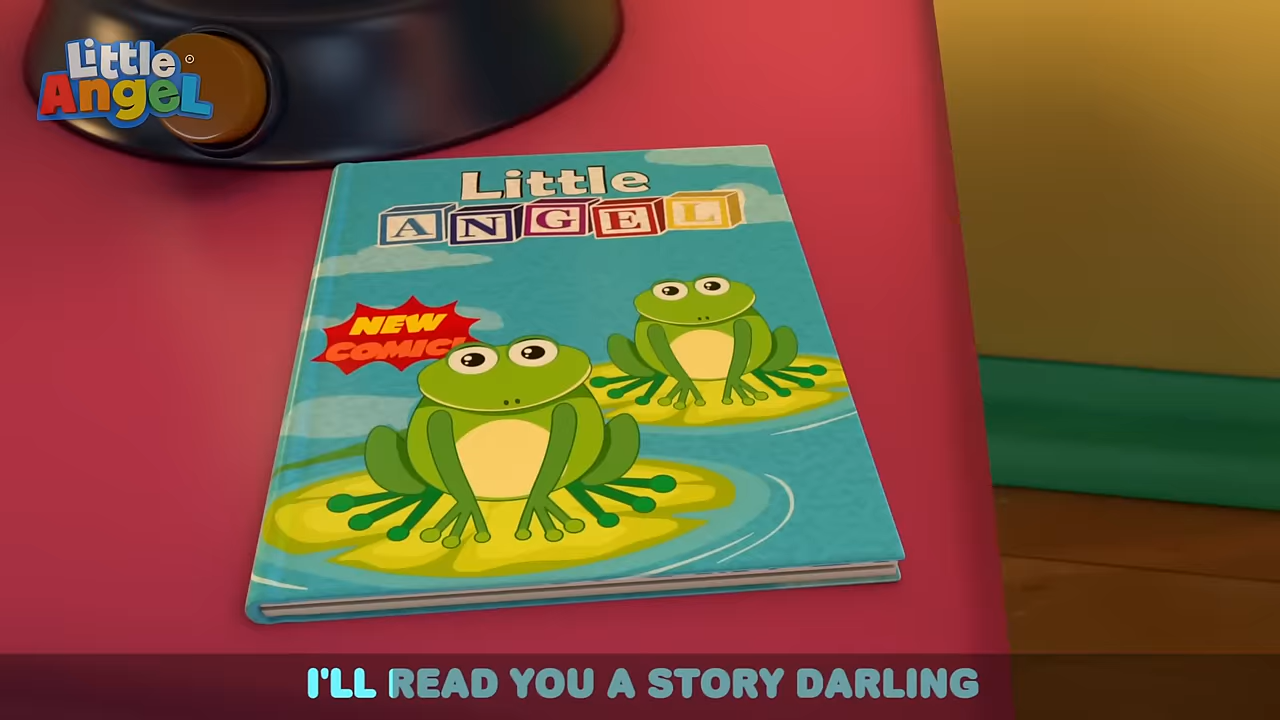 Little
AngeL
Little
ANGEL
NEW
COMIC!
I'LL READ YOU A STORY DARLING